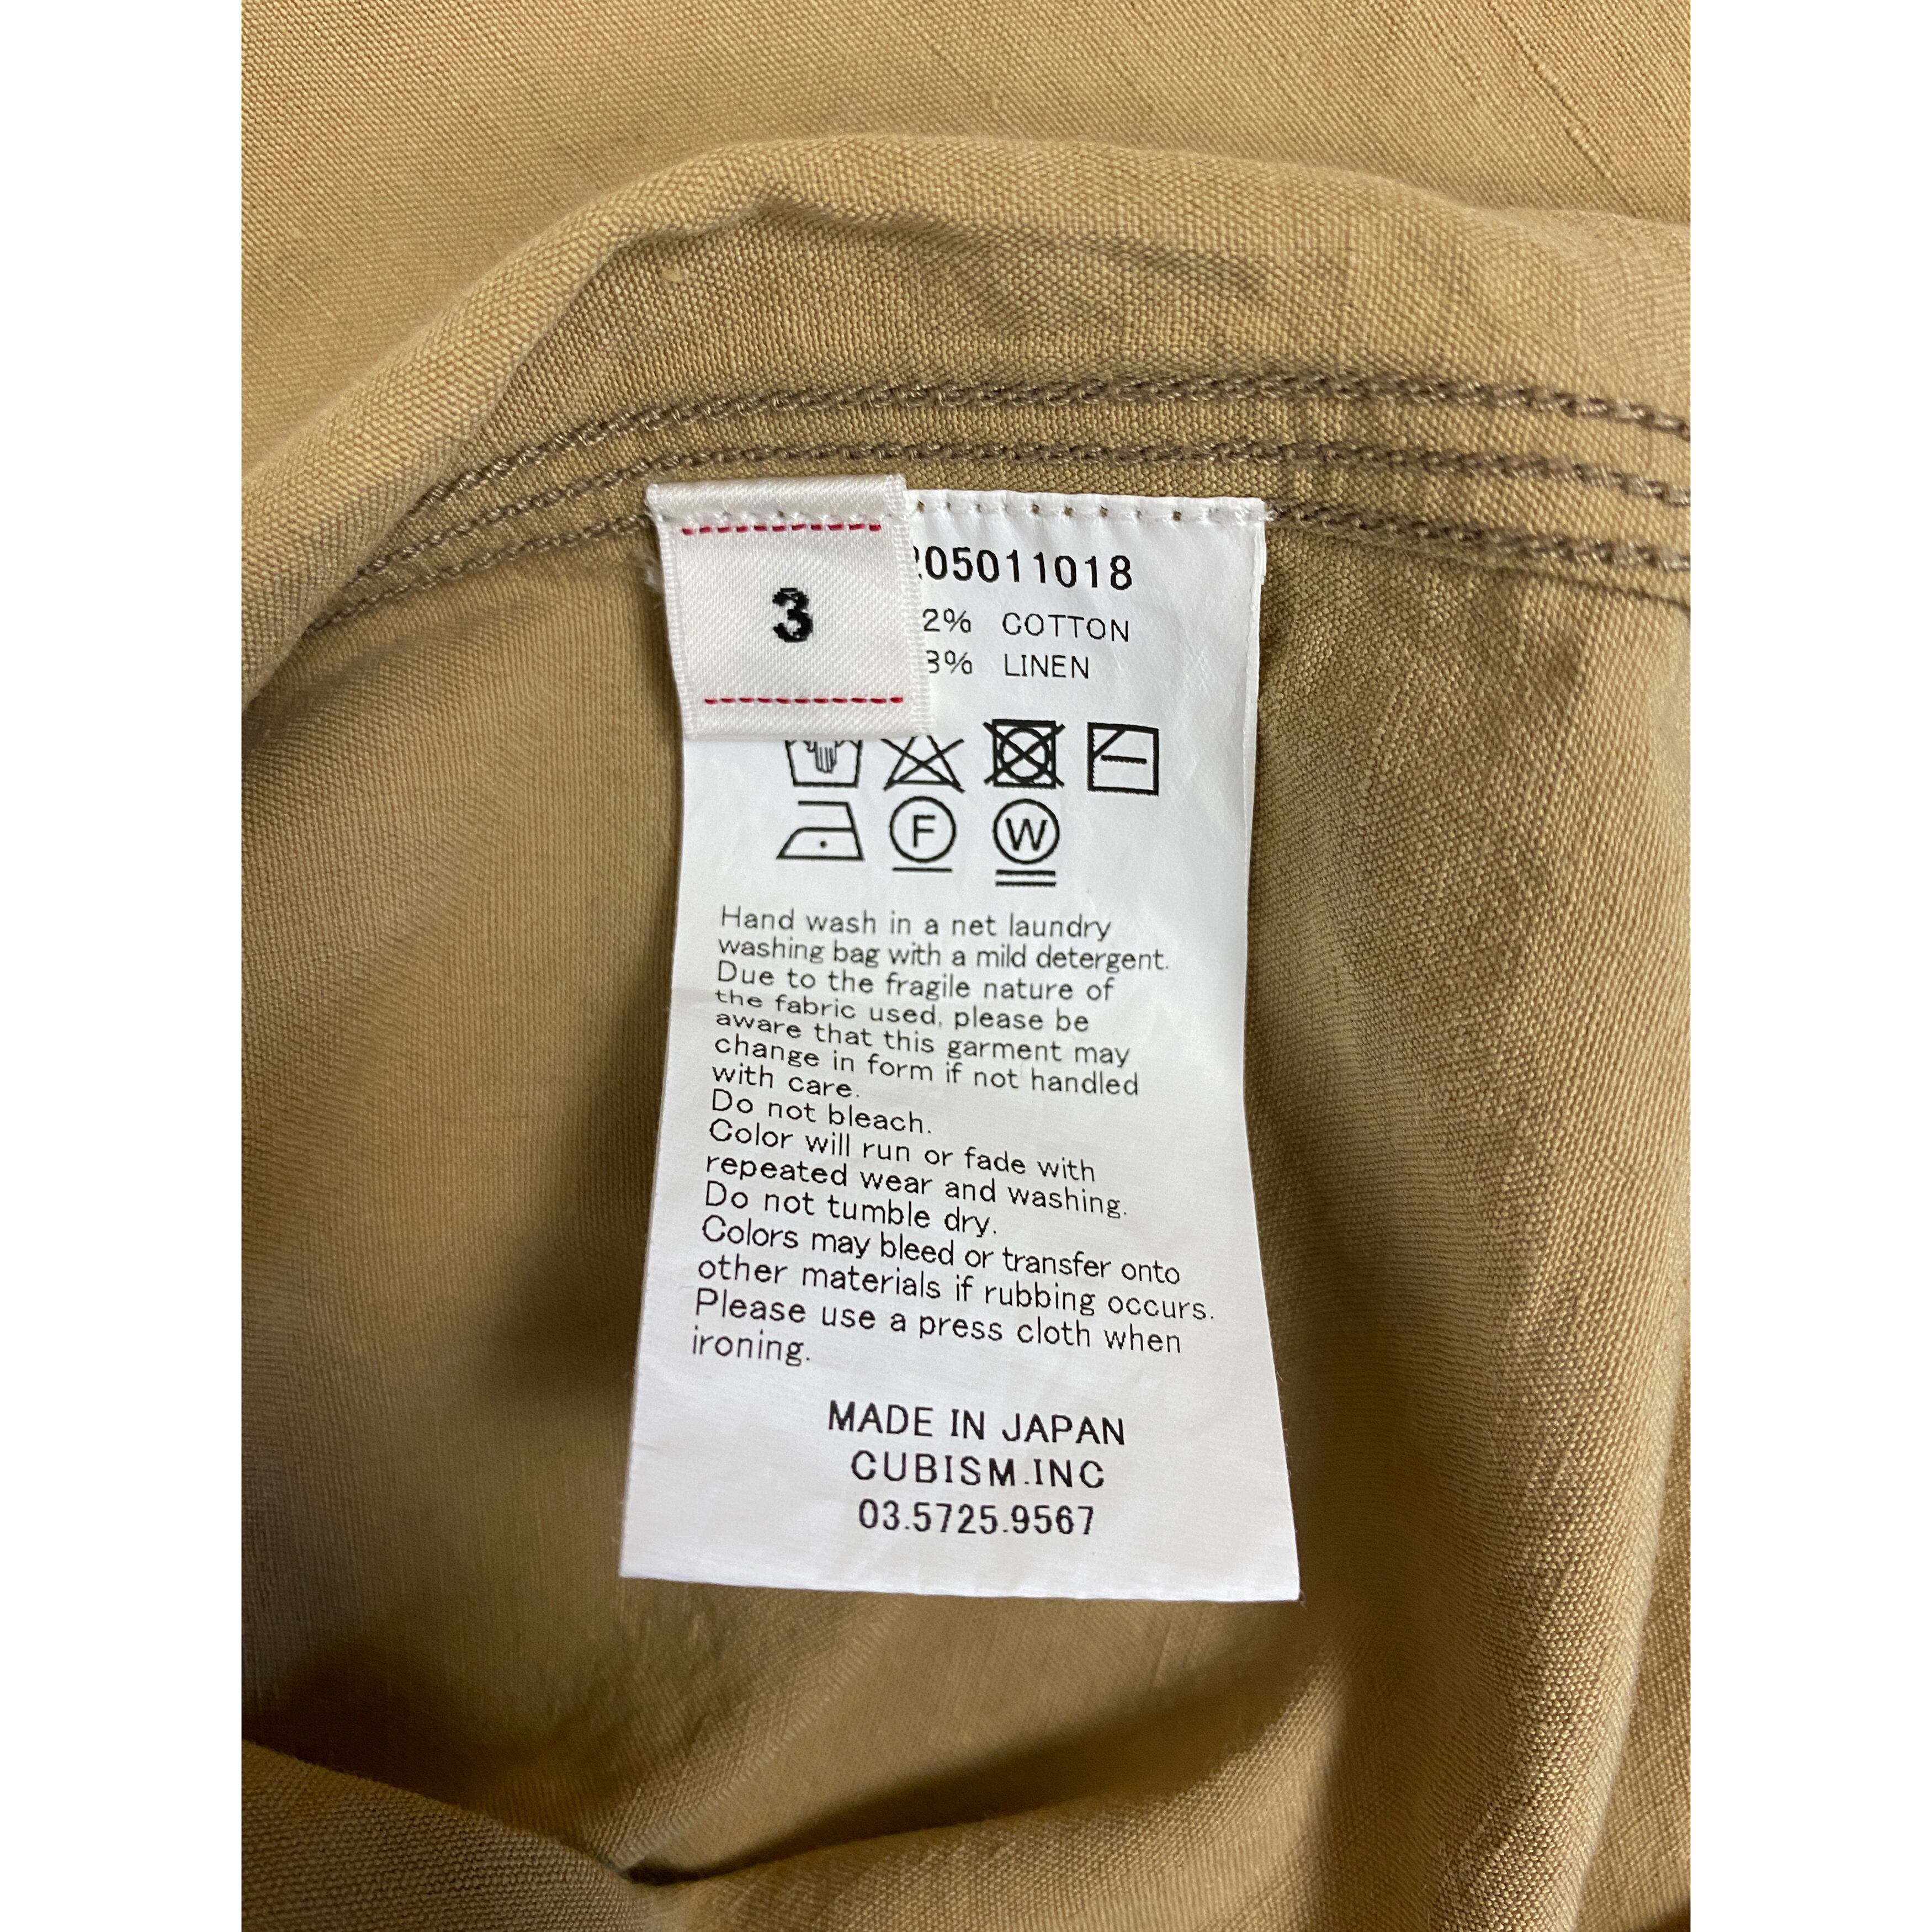 3
05011018
2% COTTON
3% LINEN
F
W
Hand wash in a net laundry
washing bag with a mild detergent.
Due to the fragile nature of
the fabric used, please be
aware that this garment may
change in form if not handled
with care.
Do not bleach.
Color will run or fade with
repeated wear and washing.
Do not tumble dry.
Colors may bleed or transfer onto
other materials if rubbing occurs.
Please use a press cloth when
ironing.
MADE IN JAPAN
CUBISM.INC
03.5725.9567